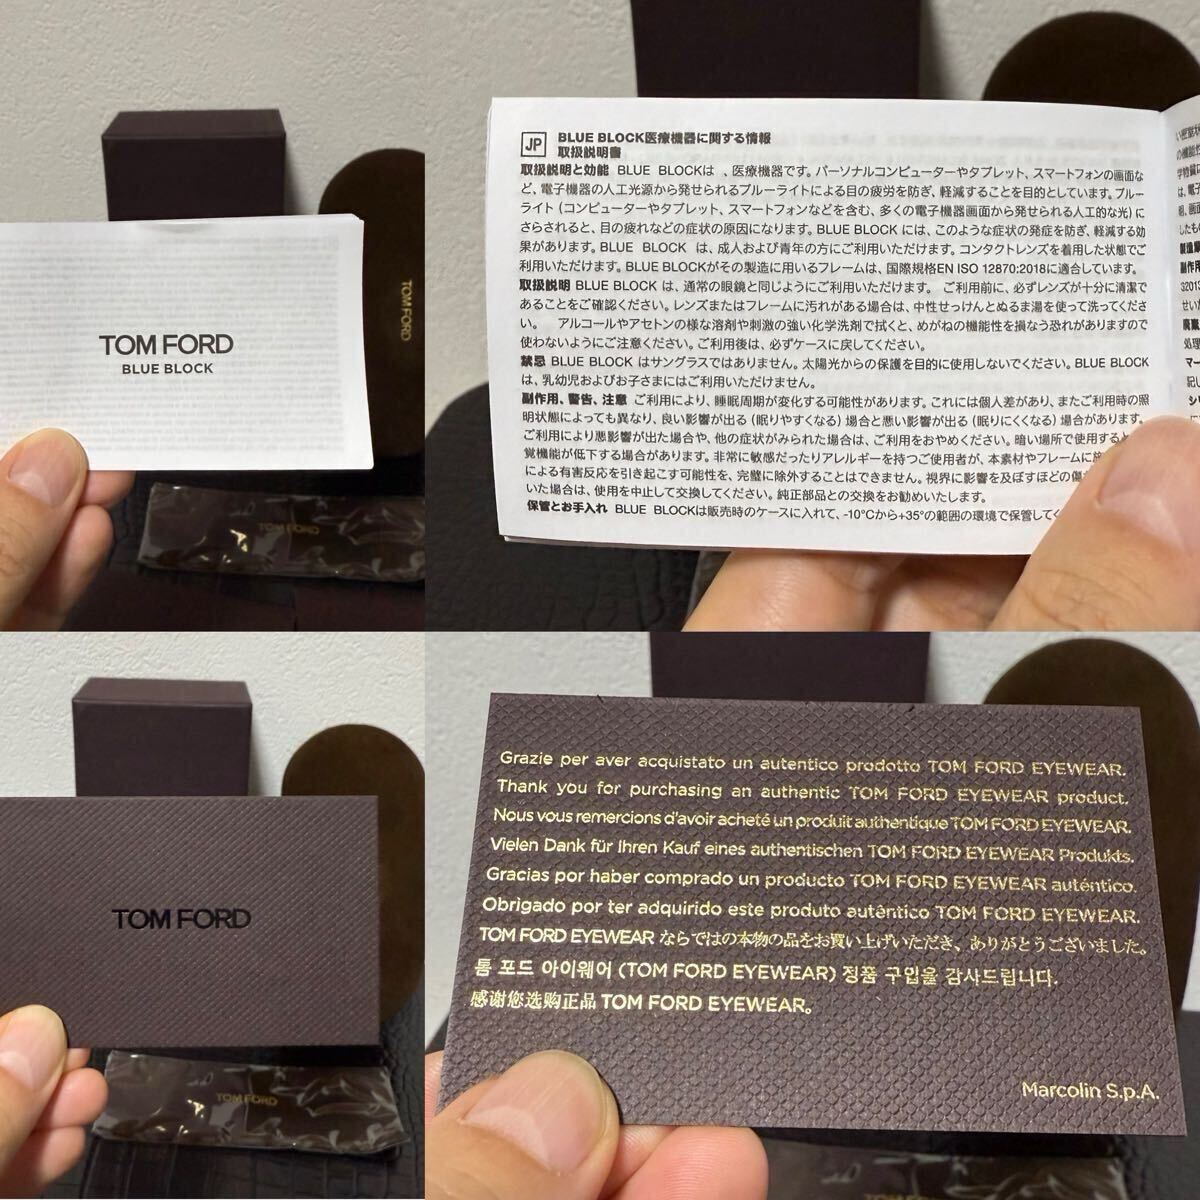 TOM FORD
BLUE BLOCK
TOM FORD
TOM FORD
JP
BLUE BLOCK医療機器に関する情報
取扱説明書
取扱説明と効能 BLUE BLOCKは 、医療機器です。パーソナルコンピューターやタブレット、スマートフォンの画面な
ど、電子機器の人工光源から発せられるブルーライトによる目の疲労を防ぎ、軽減することを目的としています。ブルー
ライト(コンピューターやタブレット、スマートフォンなどを含む、多くの電子機器画面から発せられる人工的な光)に
さらされると、目の疲れなどの症状の原因になります。BLUE BLOCK には、このような症状の発症を防ぎ、軽減する効
果があります。BLUE BLOCK は、成人および青年の方にご利用いただけます。コンタクトレンズを着用した状態でご
利用いただけます。BLUE BLOCKがその製造に用いるフレームは、国際規格EN ISO 12870:2018に適合しています。
取扱説明 BLUE BLOCK は、通常の眼鏡と同じようにご利用いただけます。 ご利用前に、必ずレンズが十分に清潔で
あることをご確認ください。レンズまたはフレームに汚れがある場合は、中性せっけんとぬるま湯を使って洗ってくださ
い。 アルコールやアセトンの様な溶剤や刺激の強い化学洗剤で拭くと、めがねの機能性を損なう恐れがありますので
使わないようにご注意ください。ご利用後は、必ずケースに戻してください。
禁忌 BLUE BLOCK はサングラスではありません。太陽光からの保護を目的に使用しないでください。BLUE BLOCK
は、乳幼児およびお子さまにはご利用いただけません。
副作用、警告、注意 ご利用により、睡眠周期が変化する可能性があります。これには個人差があり、またご利用時の照
明状態によっても異なり、良い影響が出る(眠りやすくなる)場合と悪い影響が出る(眠りにくくなる)場合があります。
ご利用により悪影響が出た場合や、他の症状がみられた場合は、ご利用をおやめください。暗い場所で使用すると
覚機能が低下する場合があります。非常に敏感だったりアレルギーを持つご使用者が、本素材やフレームに
による有害反応を引き起こす可能性を、完璧に除外することはできません。視界に影響を及ぼすほどの傷
いた場合は、使用を中止して交換してください。純正部品との交換をお勧めいたします。
保管とお手入れ BLUE BLOCKは販売時のケースに入れて、-10°Cから+35°の範囲の環境で保管して
TOM FORD
TOM FORD
Grazie per aver acquistato un autentico prodotto TOM FORD EYEWEAR.
Thank you for purchasing an authentic TOM FORD EYEWEAR product.
Nous vous remercions d'avoir acheté un produit authentique TOM FORD EYEWEAR.
Vielen Dank für Ihren Kauf eines authentischen TOM FORD EYEWEAR Produkts.
Gracias por haber comprado un producto TOM FORD EYEWEAR auténtico.
Obrigado por ter adquirido este produto autêntico TOM FORD EYEWEAR.
TOM FORD EYEWEAR ならではの本物の品をお買い上げいただき、ありがとうございました。
톰 포드 아이웨어 (TOM FORD EYEWEAR) 정품 구입을 감사드립니다.
感谢您选购正品 TOM FORD EYEWEAR。
Marcolin S.p.A.
TOM FORD